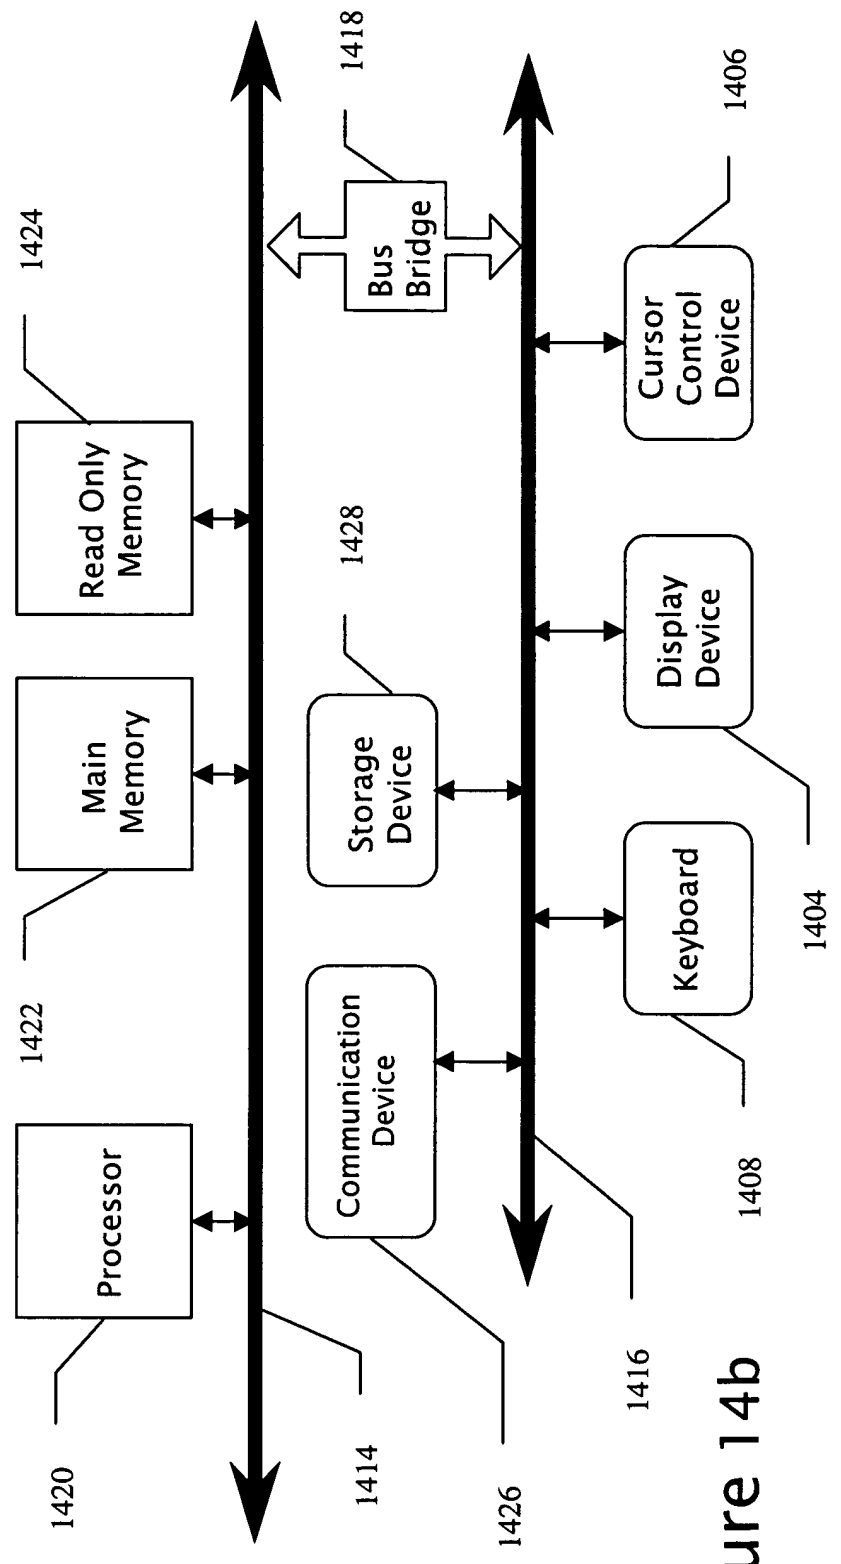 1420
1422
1424
Processor
Main
Memory
Read Only
Memory
1414
1426
1428
1418
Communication
Device
Storage
Device
Bus
Bridge
1416
1408
1404
1406
Keyboard
Display
Device
Cursor
Control
Device
ure 14b